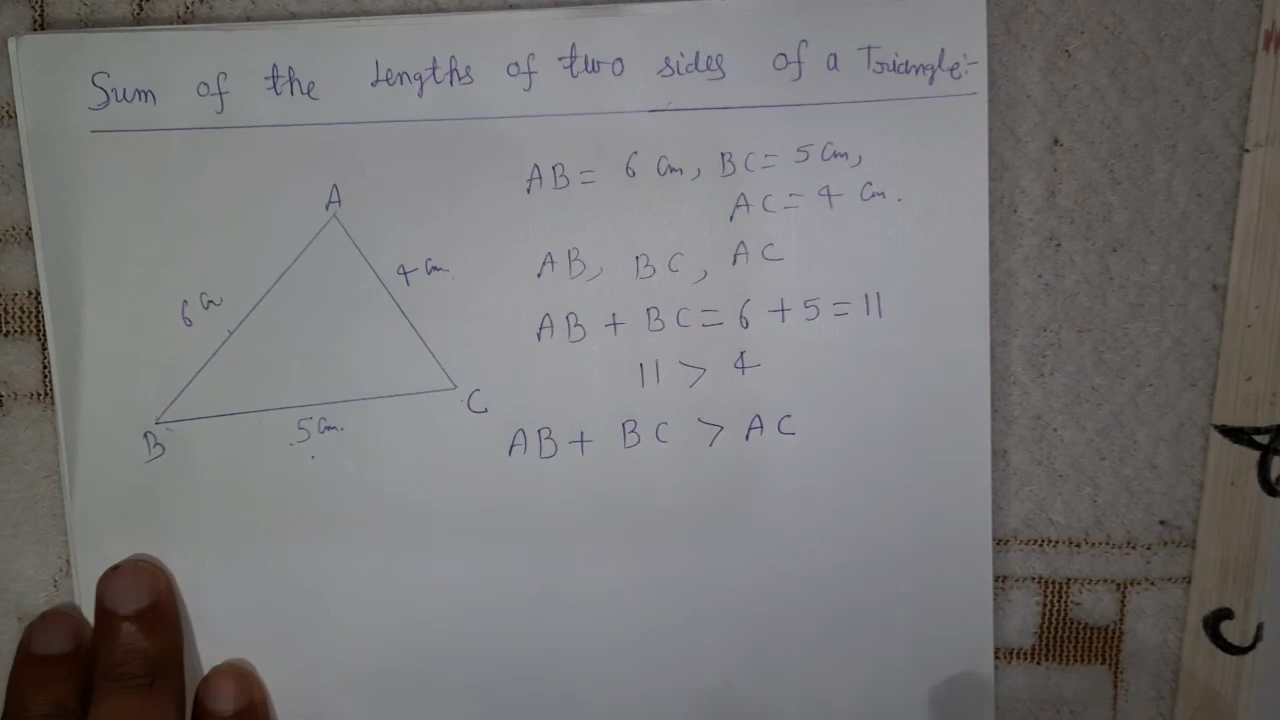 Sum of the Lengths of two sides of a Triangle:-
AB = 6 Cm, BC = 5 Cm,
AC = 4 Cm.
A
B
C
6 Cm
4 Cm
5 Cm.
AB, BC, AC
AB + BC = 6 + 5 = 11
11 > 4
AB + BC > AC